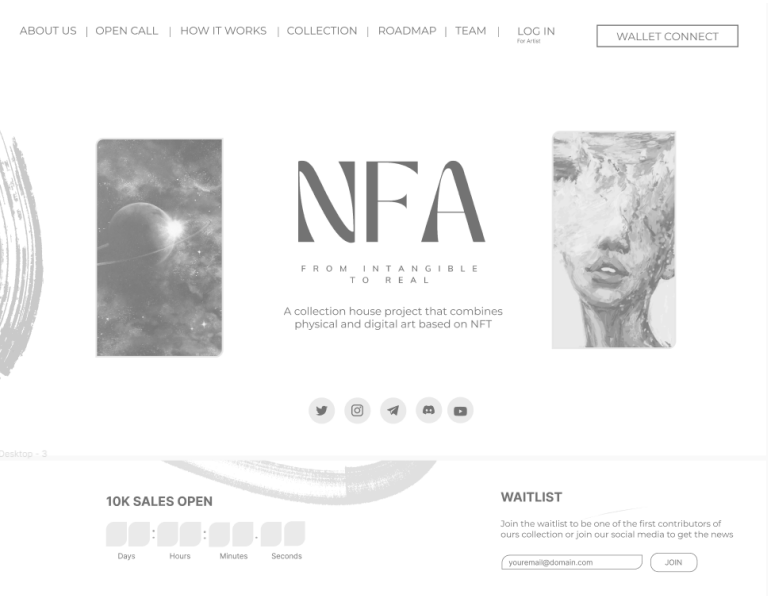 ABOUT US | OPEN CALL | HOW IT WORKS | COLLECTION | ROADMAP | TEAM | LOG IN
For Artist
WALLET CONNECT
NFA
FROM INTANGIBLE
TO REAL
A collection house project that combines
physical and digital art based on NFT
Desktop - 3
10K SALES OPEN
: : .
Days Hours Minutes Seconds
WAITLIST
Join the waitlist to be one of the first contributors of
ours collection or join our social media to get the news
youremail@domain.com
JOIN